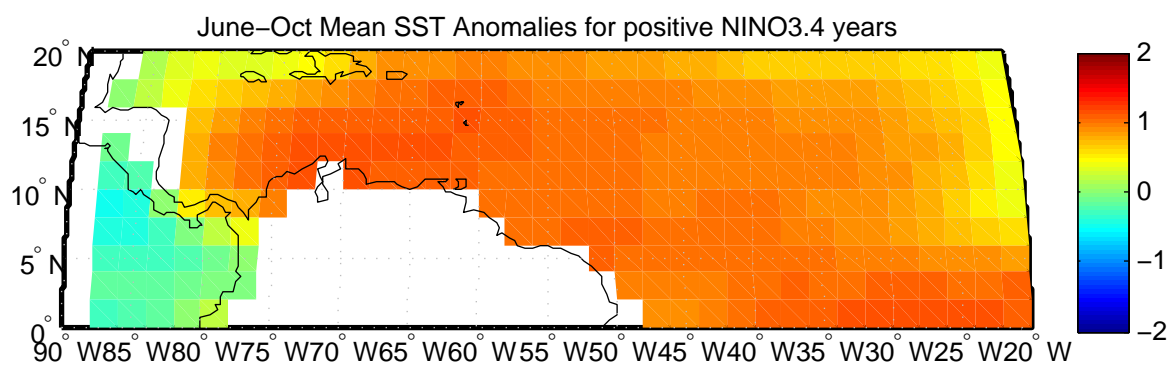 June−Oct Mean SST Anomalies for positive NINO3.4 years
20° N
15° N
10° N
5° N
0°
90° W85° W80° W75° W70° W65° W60° W55° W50° W45° W40° W35° W30° W25° W20° W
2
1
0
−1
−2